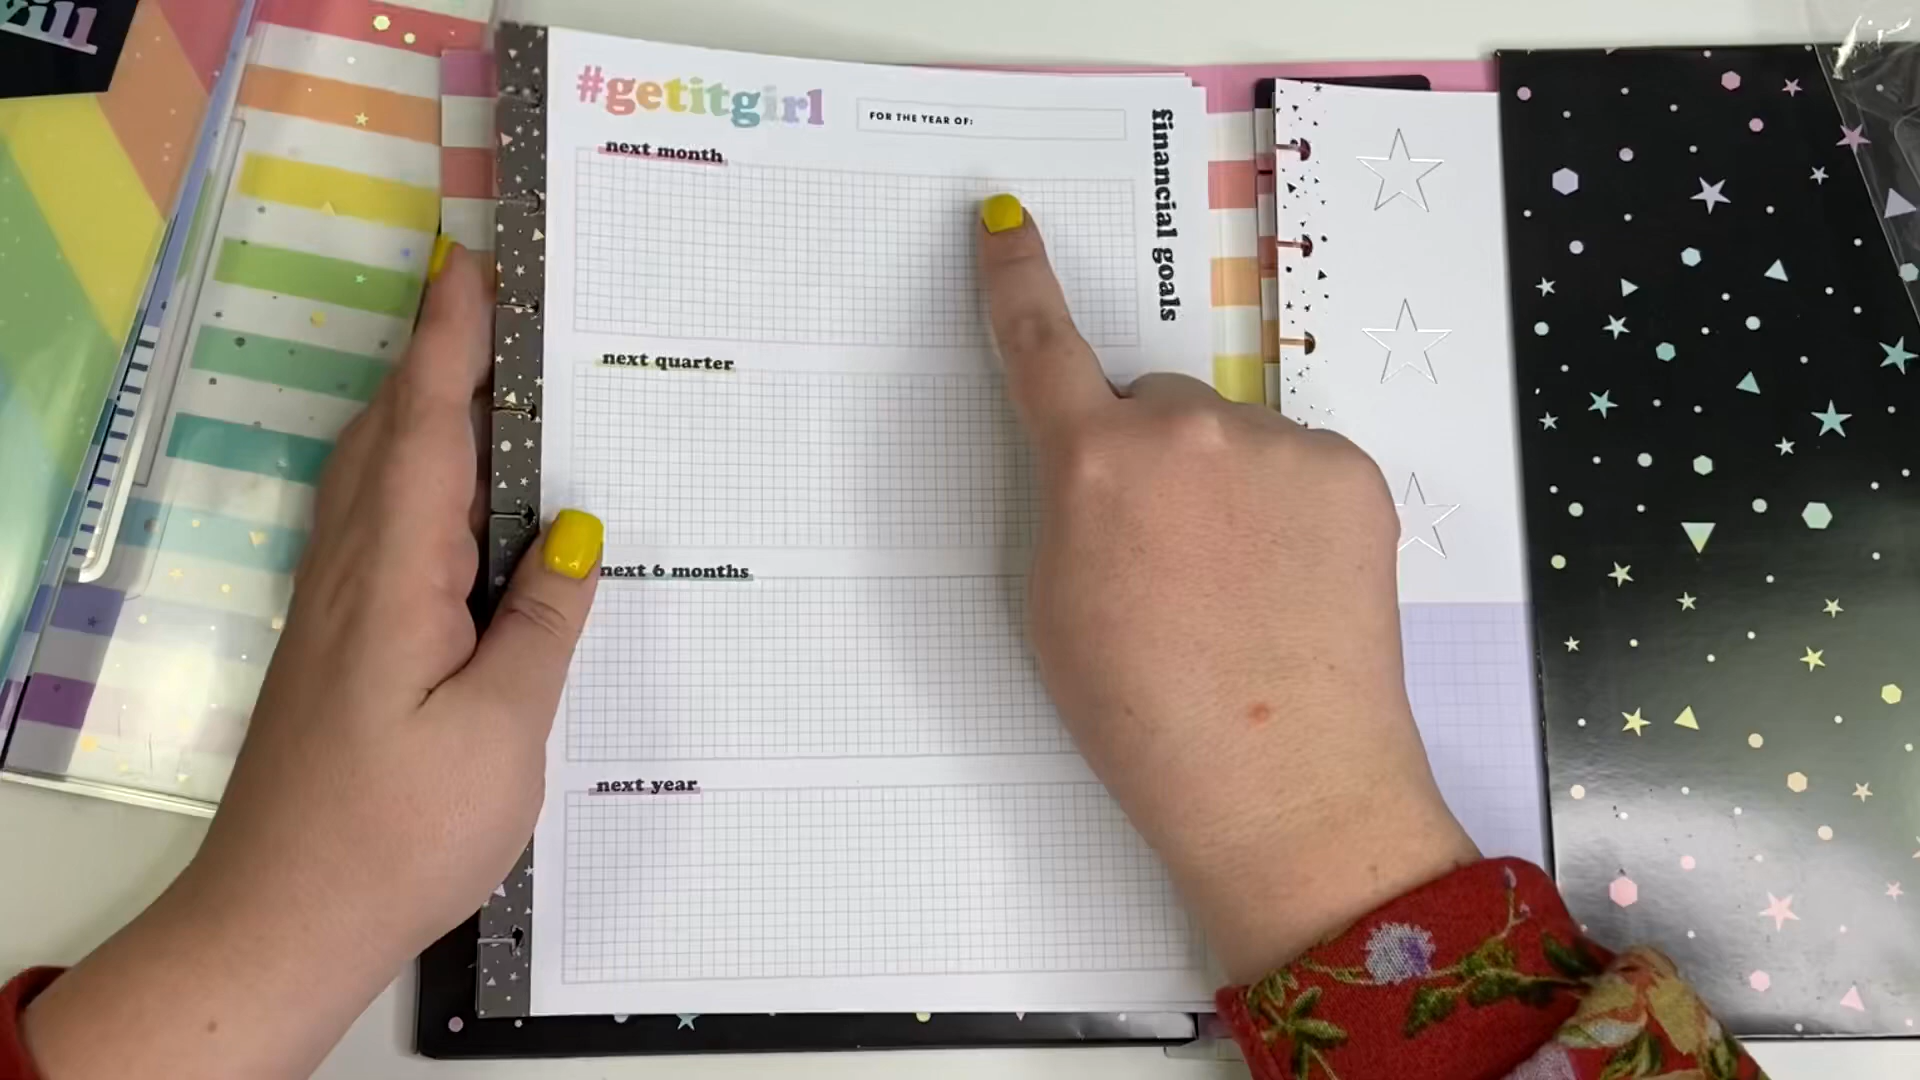 #getitgirl
FOR THE YEAR OF:
financial goals
next month
next quarter
next 6 months
next year